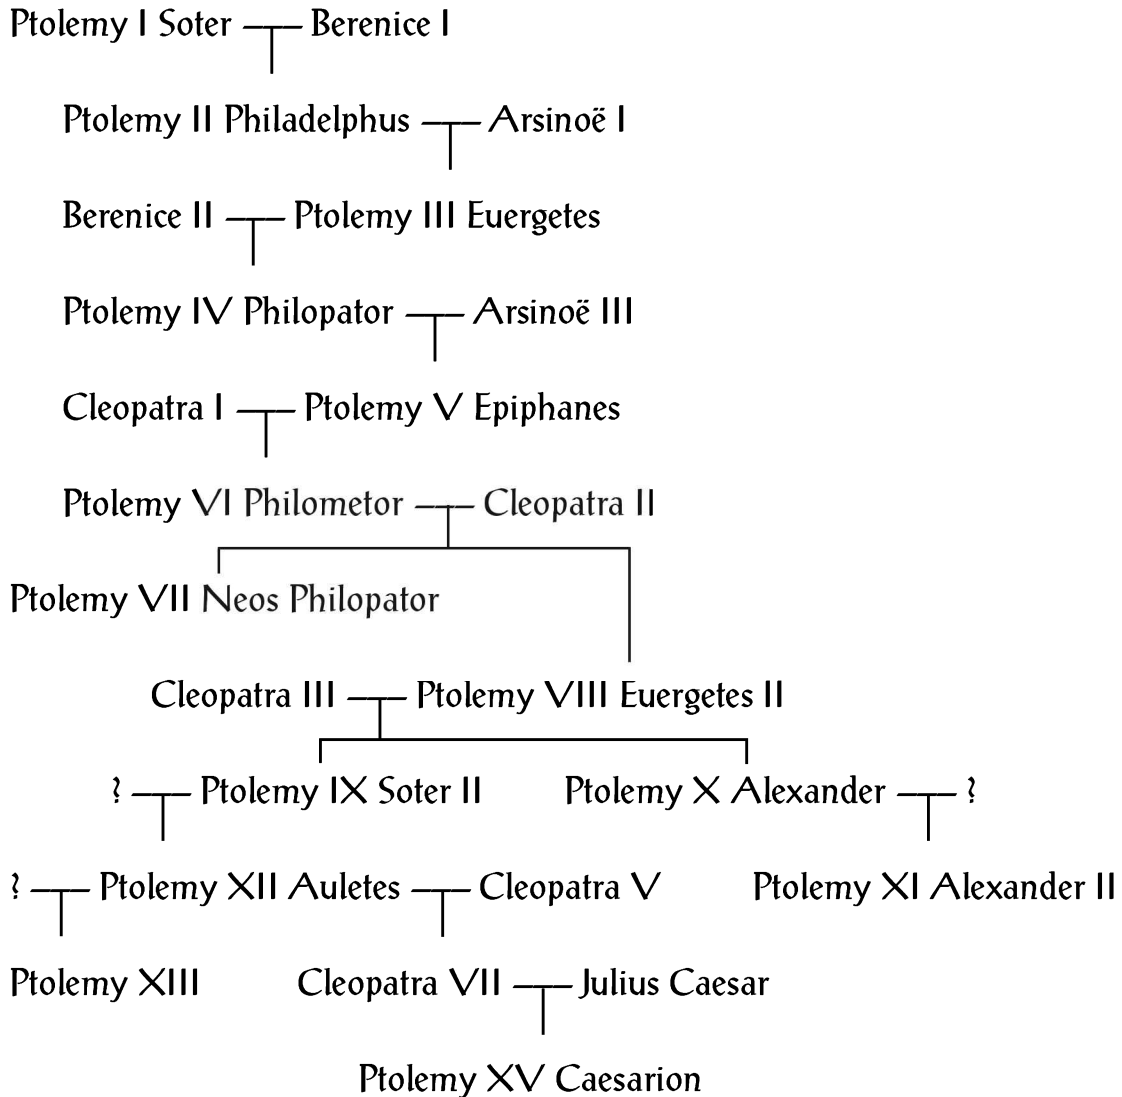 Ptolemy I Soter Berenice I
Ptolemy II Philadelphus Arsinoë I
Berenice II Ptolemy III Euergetes
Ptolemy IV Philopator Arsinoë III
Cleopatra I Ptolemy V Epiphanes
Ptolemy VI Philometor Cleopatra II
Ptolemy VII Neos Philopator
Cleopatra III Ptolemy VIII Euergetes II
? Ptolemy IX Soter II Ptolemy X Alexander ?
? Ptolemy XII Auletes Cleopatra V Ptolemy XI Alexander II
Ptolemy XIII Cleopatra VII Julius Caesar
Ptolemy XV Caesarion